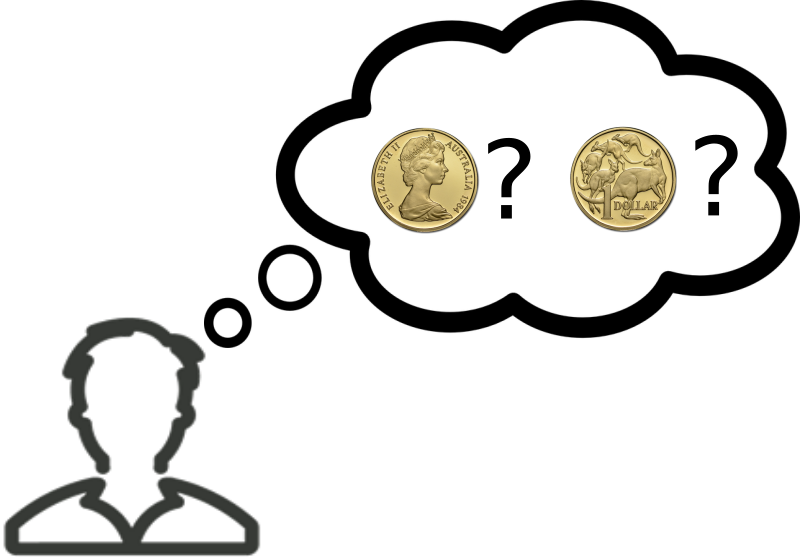 ELIZABETH II
AUSTRALIA 1984
?
1
DOLLAR
?